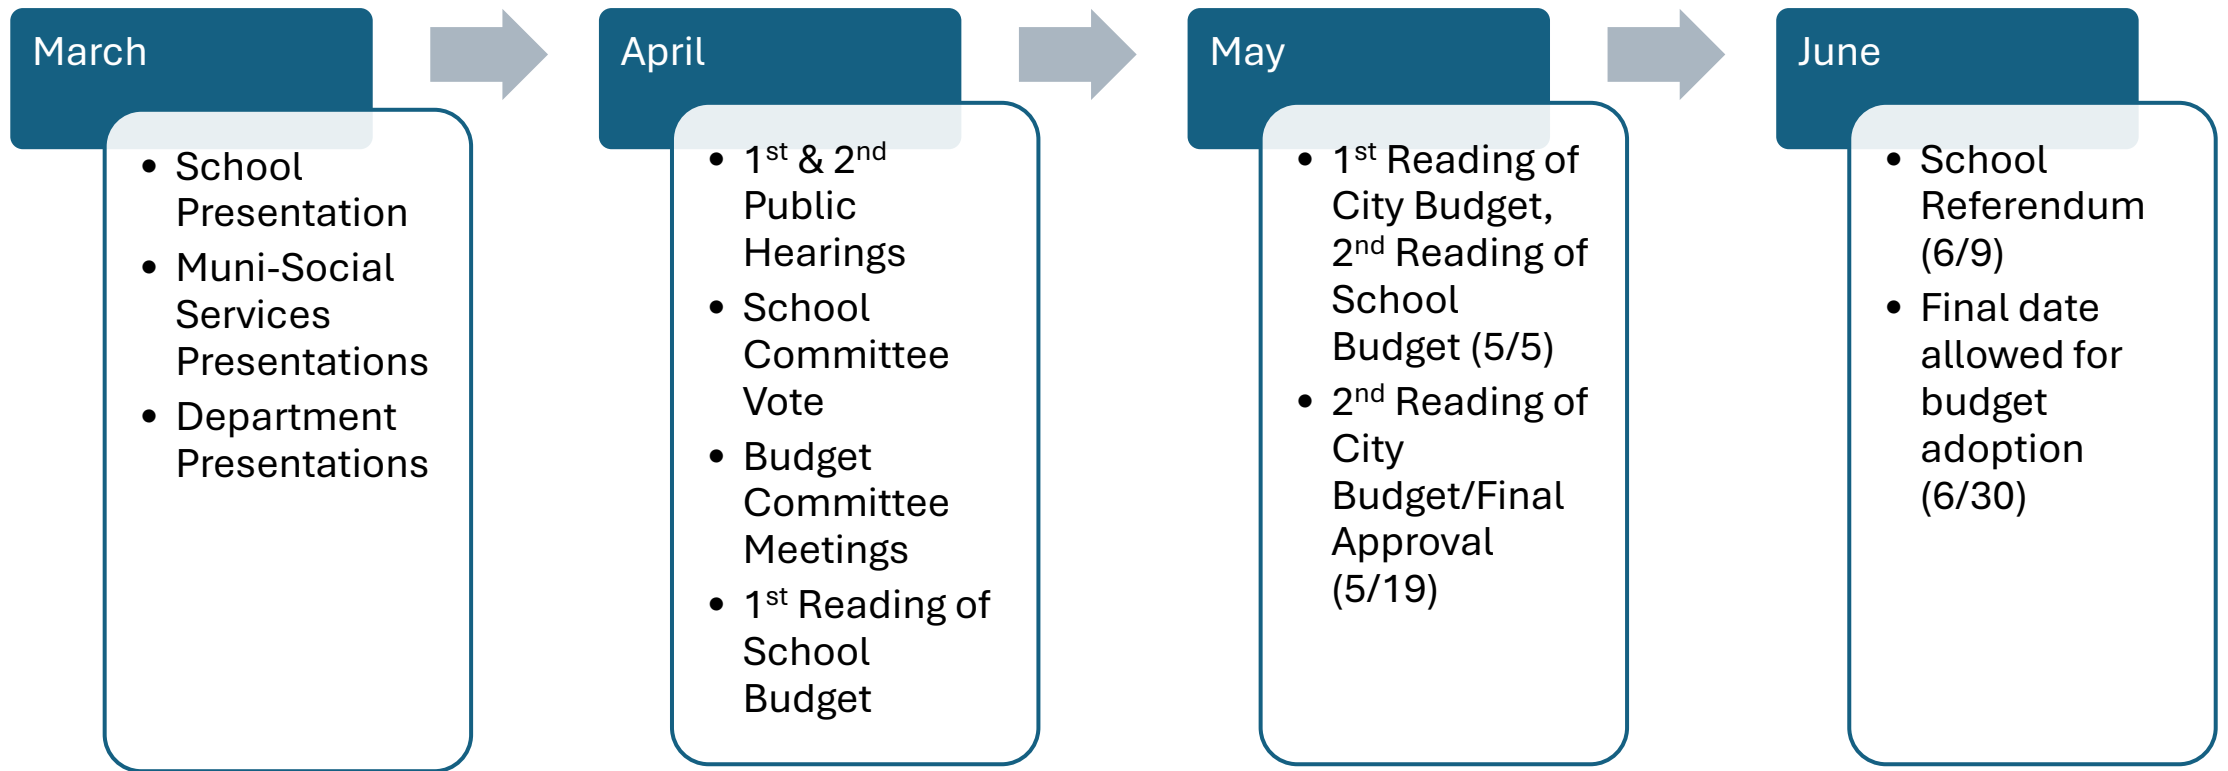 March
• School
Presentation
• Muni-Social
Services
Presentations
• Department
Presentations
April
• 1st & 2nd
Public
Hearings
• School
Committee
Vote
• Budget
Committee
Meetings
• 1st Reading of
School
Budget
May
• 1st Reading of
City Budget,
2nd Reading of
School
Budget (5/5)
• 2nd Reading of
City
Budget/Final
Approval
(5/19)
June
• School
Referendum
(6/9)
• Final date
allowed for
budget
adoption
(6/30)